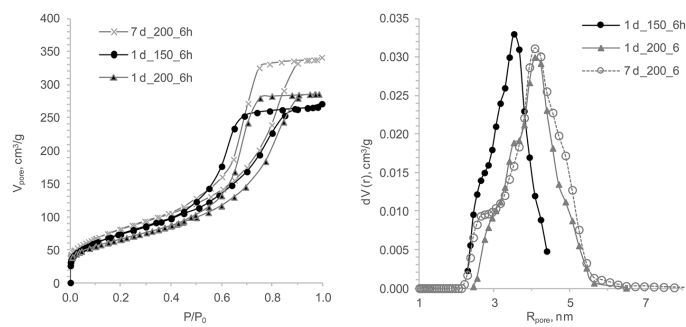 400
350
300
250
200
150
100
50
0
V_pore, cm³/g
0.0 0.2 0.4 0.6 0.8 1.0
P/P₀
7 d_200_6h
1 d_150_6h
1 d_200_6h
0.035
0.030
0.025
0.020
0.015
0.010
0.005
0.000
dV(r), cm³/g
1 3 5 7
R_pore, nm
1 d_150_6h
1 d_200_6
7 d_200_6